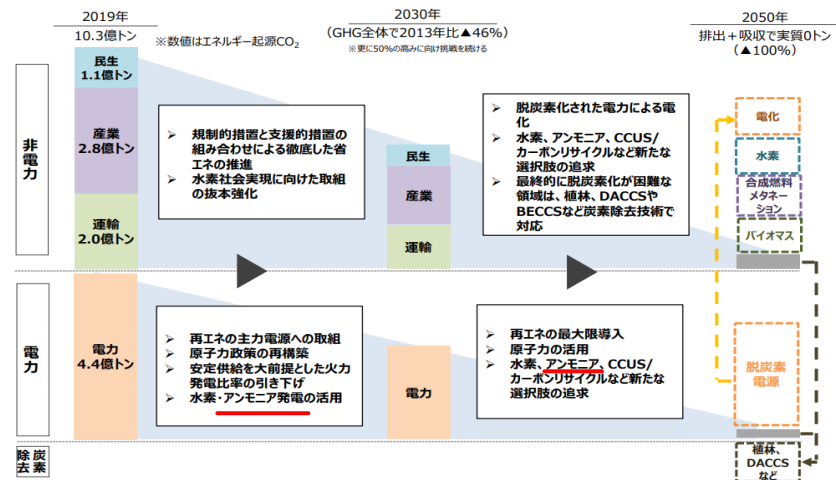 2019年
10.3億トン
※数値はエネルギー起源CO2
2030年
(GHG全体で2013年比▲46%)
※更に50%の高みに向け挑戦を続ける
2050年
排出+吸収で実質0トン
(▲100%)
非電力
民生
1.1億トン
産業
2.8億トン
運輸
2.0億トン
➢ 規制的措置と支援的措置の
組み合わせによる徹底した省
エネの推進
➢ 水素社会実現に向けた取組
の抜本強化
民生
産業
運輸
➢ 脱炭素化された電力による電
化
➢ 水素、アンモニア、CCUS/
カーボンリサイクルなど新たな
選択肢の追求
➢ 最終的に脱炭素化が困難な
領域は、植林、DACCSや
BECCSなど炭素除去技術で
対応
電化
水素
合成燃料
メタネー
ション
バイオマス
電力
電力
4.4億トン
➢ 再エネの主力電源への取組
➢ 原子力政策の再構築
➢ 安定供給を大前提とした火力
発電比率の引き下げ
➢ 水素・アンモニア発電の活用
電力
➢ 再エネの最大限導入
➢ 原子力の活用
➢ 水素、アンモニア、CCUS/
カーボンリサイクルなど新たな
選択肢の追求
脱炭素
電源
炭素
除去
植林、
DACCS
など